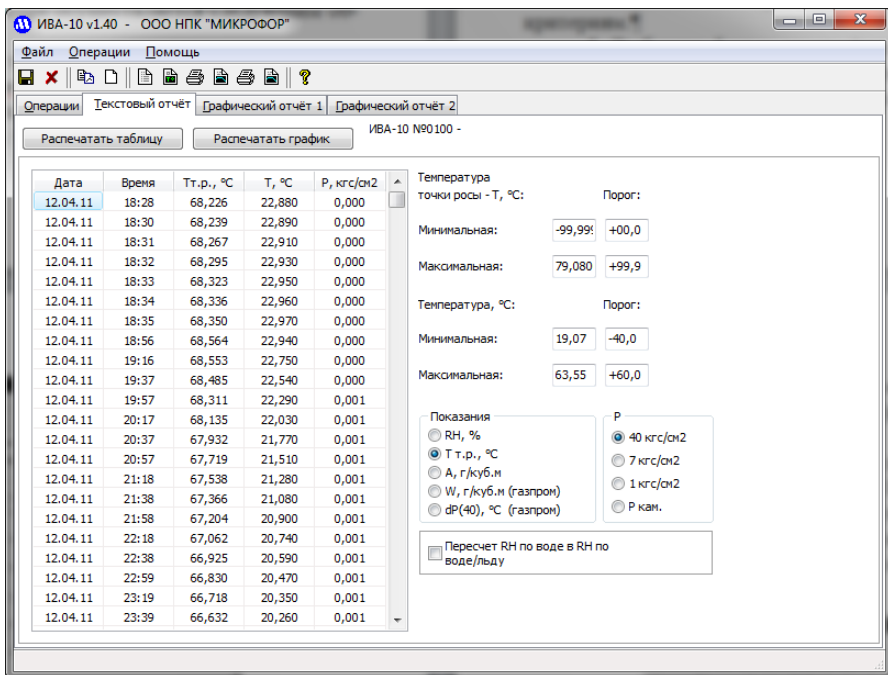 ИВА-10 v1.40 - ООО НПК "МИКРОФОР"
Файл Операции Помощь
Операции Текстовый отчёт Графический отчёт 1 Графический отчёт 2
Распечатать таблицу Распечатать график ИВА-10 №0100 -
Дата Время Тт.р., °С Т, °С Р, кгс/см2
12.04.11 18:28 68,226 22,880 0,000
12.04.11 18:30 68,239 22,890 0,000
12.04.11 18:31 68,267 22,910 0,000
12.04.11 18:32 68,295 22,930 0,000
12.04.11 18:33 68,323 22,950 0,000
12.04.11 18:34 68,336 22,960 0,000
12.04.11 18:35 68,350 22,970 0,000
12.04.11 18:56 68,564 22,940 0,000
12.04.11 19:16 68,553 22,750 0,000
12.04.11 19:37 68,485 22,540 0,000
12.04.11 19:57 68,311 22,290 0,001
12.04.11 20:17 68,135 22,030 0,001
12.04.11 20:37 67,932 21,770 0,001
12.04.11 20:57 67,719 21,510 0,001
12.04.11 21:18 67,538 21,280 0,001
12.04.11 21:38 67,366 21,080 0,001
12.04.11 21:58 67,204 20,900 0,001
12.04.11 22:18 67,062 20,740 0,001
12.04.11 22:38 66,925 20,590 0,001
12.04.11 22:59 66,830 20,470 0,001
12.04.11 23:19 66,718 20,350 0,001
12.04.11 23:39 66,632 20,260 0,001
Температура
точки росы - Т, °С: Порог:
Минимальная: -99,99 +00,0
Максимальная: 79,080 +99,9
Температура, °С: Порог:
Минимальная: 19,07 -40,0
Максимальная: 63,55 +60,0
Показания
RH, %
Т т.р., °С
А, г/куб.м
W, г/куб.м (газпром)
dP(40), °С (газпром)
Р
40 кгс/см2
7 кгс/см2
1 кгс/см2
Р кам.
Пересчет RH по воде в RH по
воде/льду